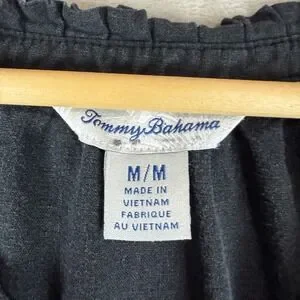 Tommy Bahama
M/M
MADE IN
VIETNAM
FABRIQUE
AU VIETNAM